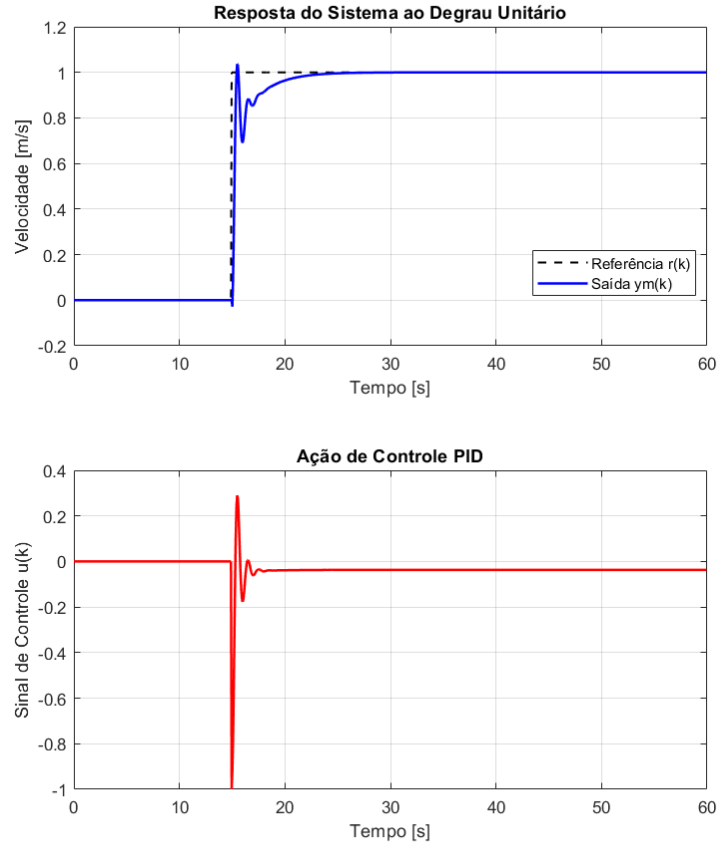 Resposta do Sistema ao Degrau Unitário
1.2
1
0.8
0.6
0.4
0.2
0
-0.2
Velocidade [m/s]
Referência r(k)
Saída ym(k)
0 10 20 30 40 50 60
Tempo [s]
Ação de Controle PID
0.4
0.2
0
-0.2
-0.4
-0.6
-0.8
-1
Sinal de Controle u(k)
0 10 20 30 40 50 60
Tempo [s]